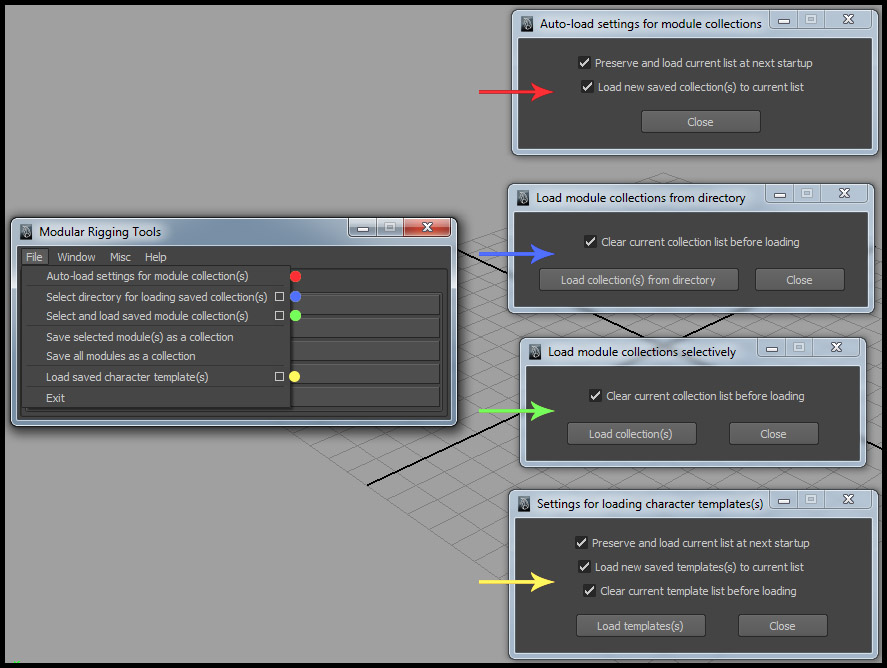 Auto-load settings for module collections
Preserve and load current list at next startup
Load new saved collection(s) to current list
Close
Load module collections from directory
Clear current collection list before loading
Load collection(s) from directory
Close
Modular Rigging Tools
File Window Misc Help
Auto-load settings for module collection(s)
Select directory for loading saved collection(s)
Select and load saved module collection(s)
Save selected module(s) as a collection
Save all modules as a collection
Load saved character template(s)
Exit
Load module collections selectively
Clear current collection list before loading
Load collection(s)
Close
Settings for loading character templates(s)
Preserve and load current list at next startup
Load new saved templates(s) to current list
Clear current template list before loading
Load templates(s)
Close